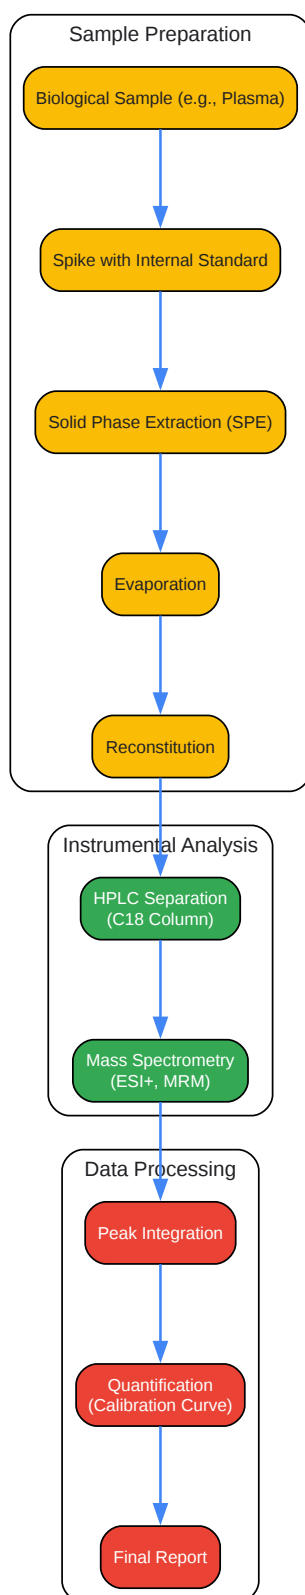 Sample Preparation
Biological Sample (e.g., Plasma)
Spike with Internal Standard
Solid Phase Extraction (SPE)
Evaporation
Reconstitution
Instrumental Analysis
HPLC Separation
(C18 Column)
Mass Spectrometry
(ESI+, MRM)
Data Processing
Peak Integration
Quantification
(Calibration Curve)
Final Report